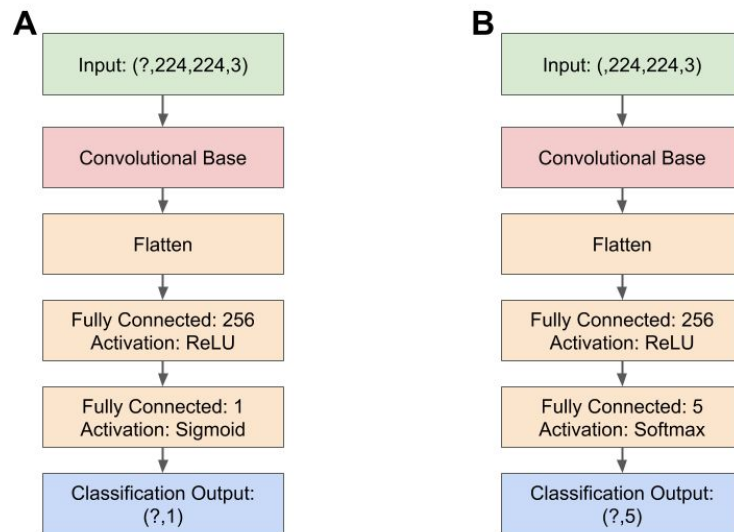 A
Input: (?,224,224,3)
Convolutional Base
Flatten
Fully Connected: 256
Activation: ReLU
Fully Connected: 1
Activation: Sigmoid
Classification Output:
(?,1)
B
Input: (,224,224,3)
Convolutional Base
Flatten
Fully Connected: 256
Activation: ReLU
Fully Connected: 5
Activation: Softmax
Classification Output:
(?,5)